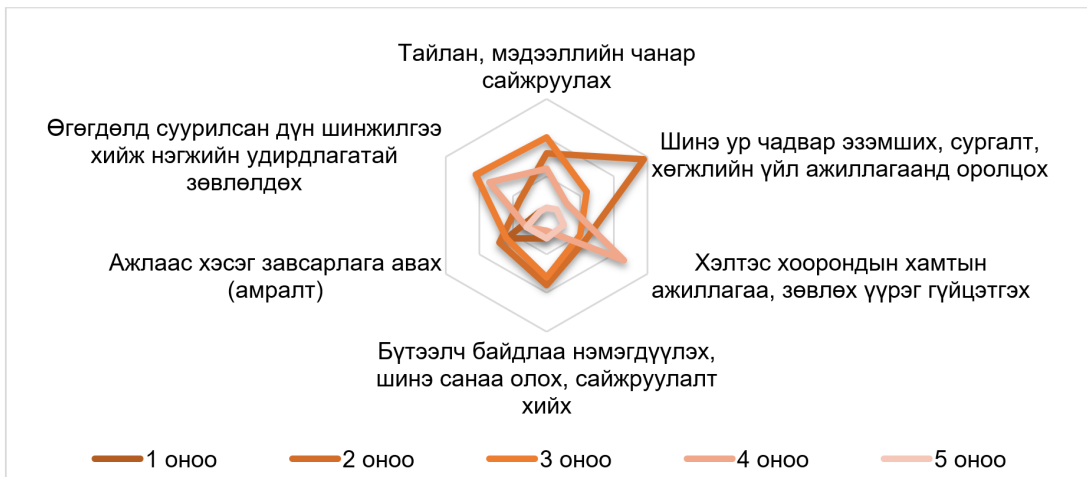 Тайлан, мэдээллийн чанар
сайжруулах
Шинэ ур чадвар эзэмших, сургалт,
хөгжлийн үйл ажиллагаанд оролцох
Хэлтэс хоорондын хамтын
ажиллагаа, зөвлөх үүрэг гүйцэтгэх
Бүтээлч байдлаа нэмэгдүүлэх,
шинэ санаа олох, сайжруулалт
хийх
Ажлаас хэсэг завсарлага авах
(амралт)
Өгөгдөлд суурилсан дүн шинжилгээ
хийж нэгжийн удирдлагатай
зөвлөлдөх
1 оноо
2 оноо
3 оноо
4 оноо
5 оноо